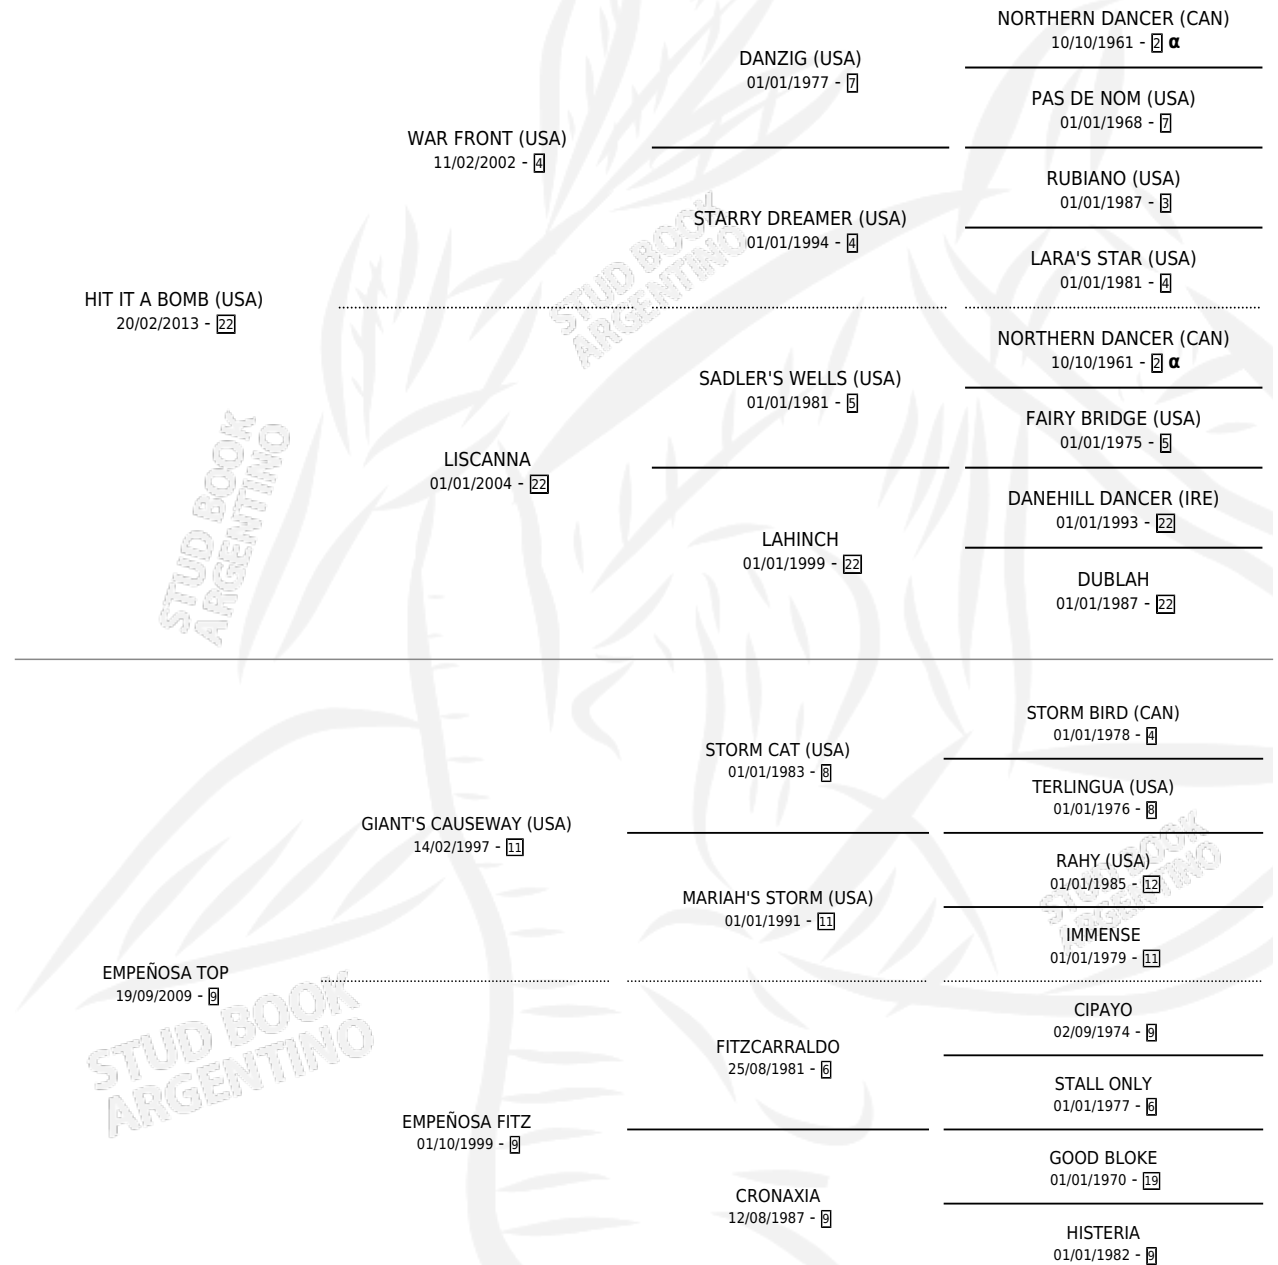 NORTHERN DANCER (CAN)
10/10/1961 - 2 α
DANZIG (USA)
01/01/1977 - 7
PAS DE NOM (USA)
01/01/1968 - 7
WAR FRONT (USA)
11/02/2002 - 4
RUBIANO (USA)
01/01/1987 - 3
STARRY DREAMER (USA)
01/01/1994 - 4
LARA'S STAR (USA)
01/01/1981 - 4
HIT IT A BOMB (USA)
20/02/2013 - 22
NORTHERN DANCER (CAN)
10/10/1961 - 2 α
SADLER'S WELLS (USA)
01/01/1981 - 5
FAIRY BRIDGE (USA)
01/01/1975 - 5
LISCANNA
01/01/2004 - 22
DANEHILL DANCER (IRE)
01/01/1993 - 22
LAHINCH
01/01/1999 - 22
DUBLAH
01/01/1987 - 22
STORM BIRD (CAN)
01/01/1978 - 4
STORM CAT (USA)
01/01/1983 - 8
TERLINGUA (USA)
01/01/1976 - 8
GIANT'S CAUSEWAY (USA)
14/02/1997 - 11
RAHY (USA)
01/01/1985 - 12
MARIAH'S STORM (USA)
01/01/1991 - 11
IMMENSE
01/01/1979 - 11
EMPEÑOSA TOP
19/09/2009 - 9
CIPAYO
02/09/1974 - 9
FITZCARRALDO
25/08/1981 - 6
STALL ONLY
01/01/1977 - 6
EMPEÑOSA FITZ
01/10/1999 - 9
GOOD BLOKE
01/01/1970 - 19
CRONAXIA
12/08/1987 - 9
HISTERIA
01/01/1982 - 9
STUD BOOK
ARGENTINO
STUD BOOK
ARGENTINO
STUD BOOK
ARGENTINO
STUD BOOK
ARGENTINO